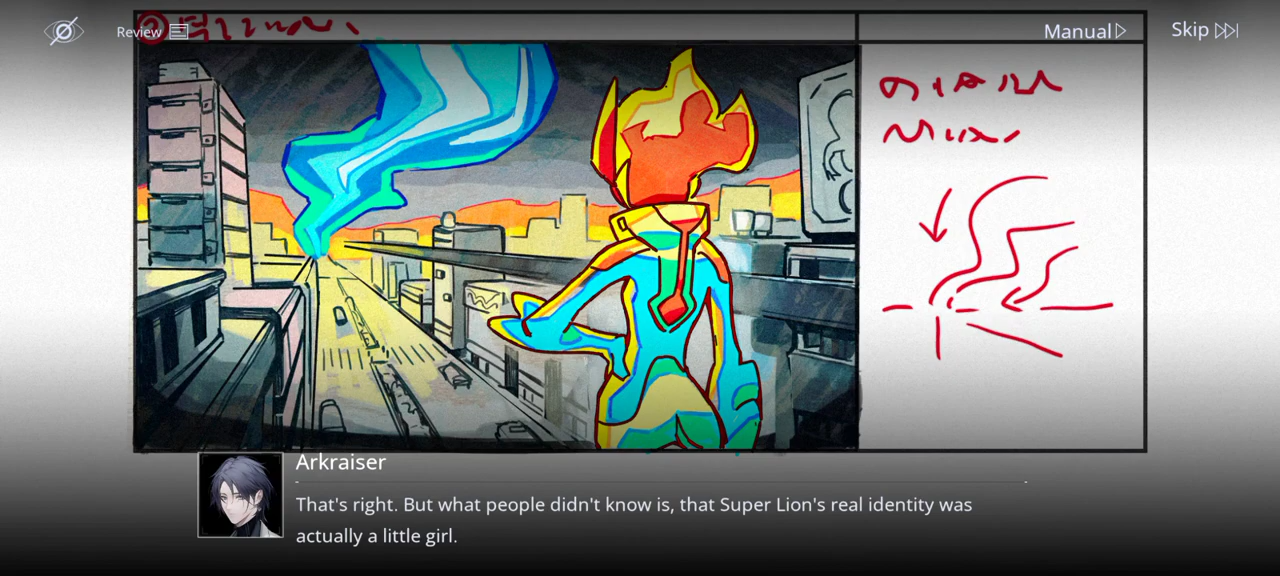 Review
Manual
Skip
Arkraiser
That's right. But what people didn't know is, that Super Lion's real identity was
actually a little girl.